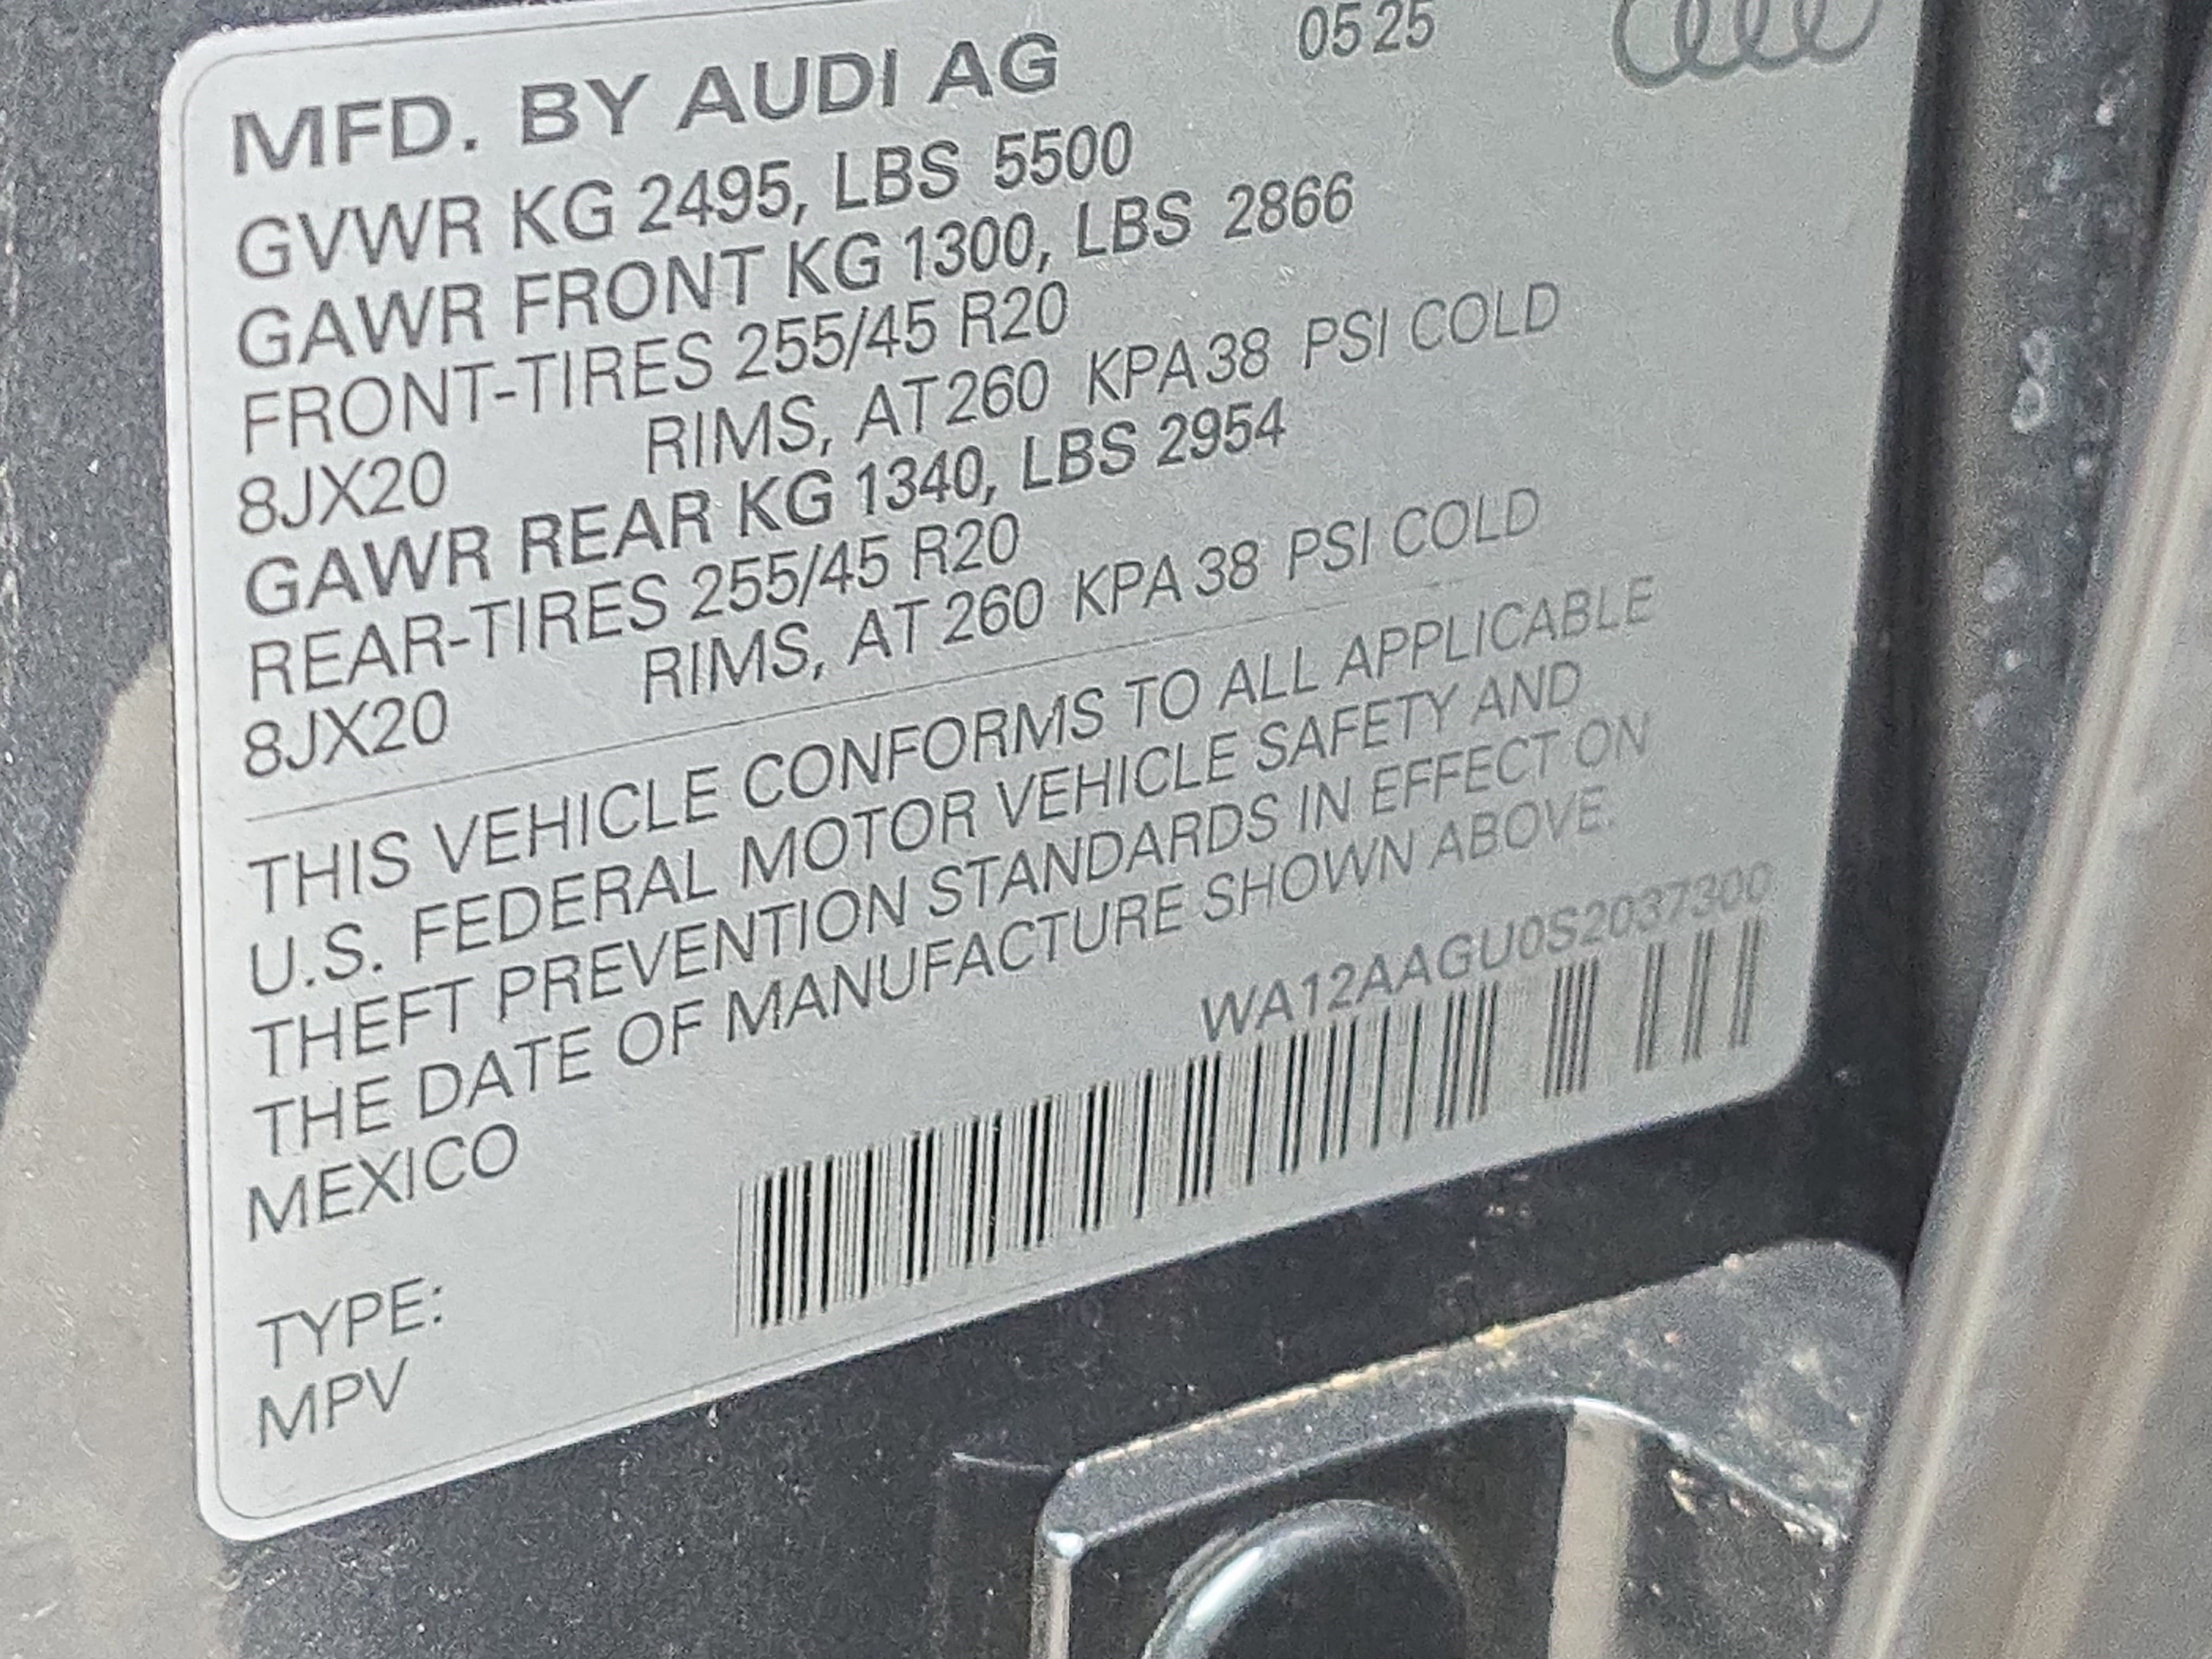 MFD. BY AUDI AG 05 25
GVWR KG 2495, LBS 5500
GAWR FRONT KG 1300, LBS 2866
FRONT-TIRES 255/45 R20
8JX20 RIMS, AT 260 KPA 38 PSI COLD
GAWR REAR KG 1340, LBS 2954
REAR-TIRES 255/45 R20
8JX20 RIMS, AT 260 KPA 38 PSI COLD
THIS VEHICLE CONFORMS TO ALL APPLICABLE
U.S. FEDERAL MOTOR VEHICLE SAFETY AND
THEFT PREVENTION STANDARDS IN EFFECT ON
THE DATE OF MANUFACTURE SHOWN ABOVE.
MEXICO
WA12AAGU0S2037300
TYPE:
MPV